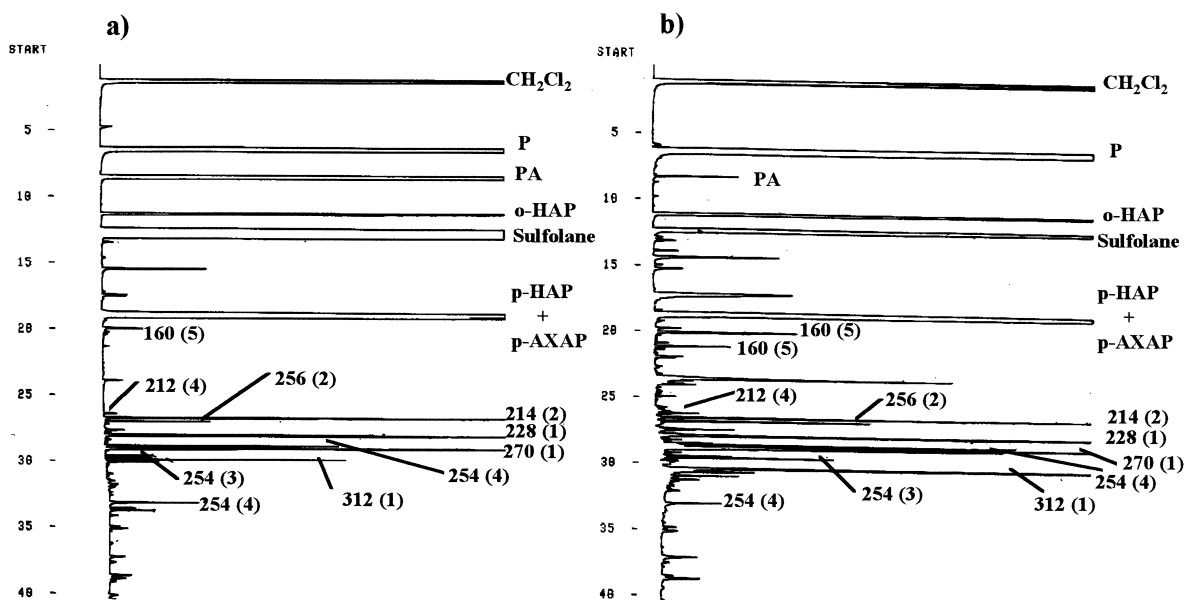 a)
START
CH₂Cl₂
5
P
PA
10
o-HAP
Sulfolane
15
p-HAP
+
p-AXAP
20
160 (5)
25
212 (4)
256 (2)
214 (2)
228 (1)
270 (1)
30
254 (3)
254 (4)
312 (1)
254 (4)
35
40
b)
START
CH₂Cl₂
5
P
PA
10
o-HAP
Sulfolane
15
p-HAP
+
p-AXAP
20
160 (5)
160 (5)
25
212 (4)
256 (2)
214 (2)
228 (1)
270 (1)
30
254 (4)
254 (3)
312 (1)
254 (4)
35
40